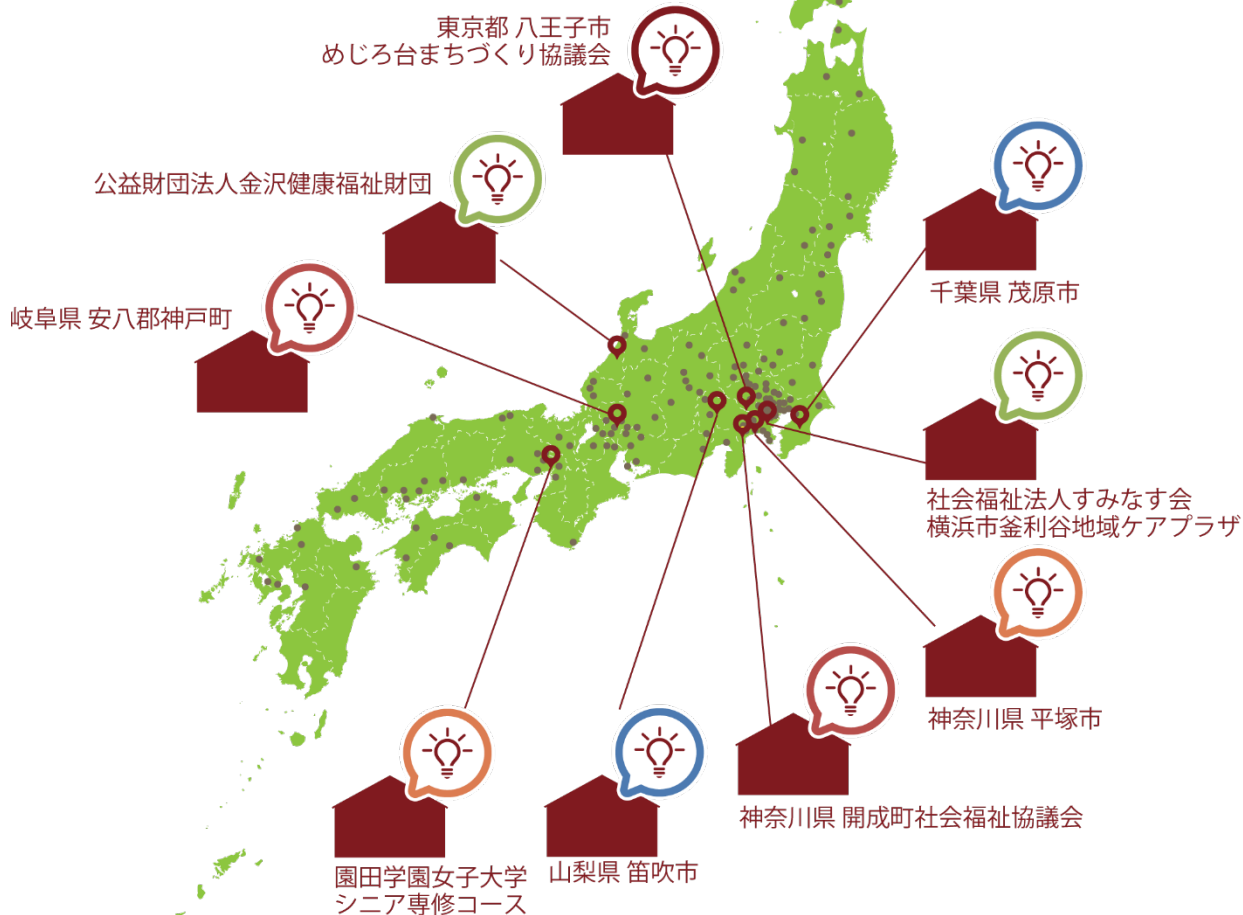 東京都 八王子市
めじろ台まちづくり協議会
公益財団法人金沢健康福祉財団
岐阜県 安八郡神戸町
千葉県 茂原市
社会福祉法人すみなす会
横浜市釜利谷地域ケアプラザ
神奈川県 平塚市
神奈川県 開成町社会福祉協議会
山梨県 笛吹市
園田学園女子大学
シニア専修コース